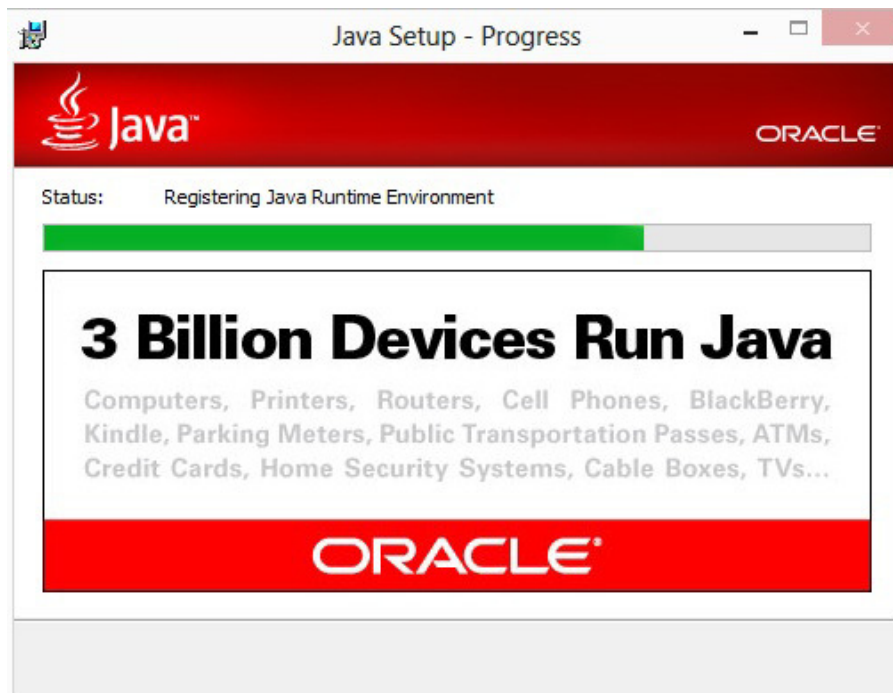 Java Setup - Progress
Java™
ORACLE®
Status: Registering Java Runtime Environment
3 Billion Devices Run Java
Computers, Printers, Routers, Cell Phones, BlackBerry,
Kindle, Parking Meters, Public Transportation Passes, ATMs,
Credit Cards, Home Security Systems, Cable Boxes, TVs...
ORACLE®